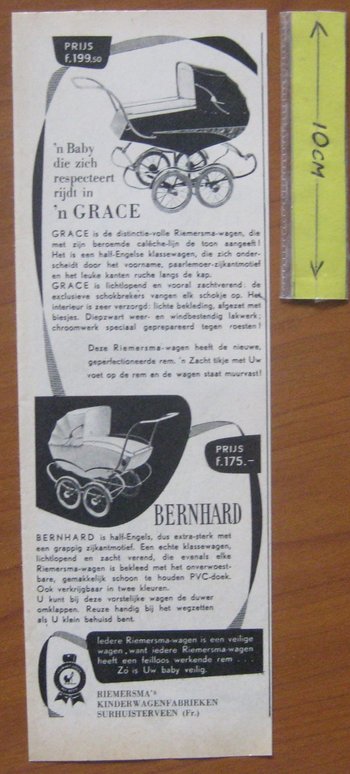 PRIJS
f.199.50
'n Baby
die zich
respecteert
rijdt in
'n GRACE
GRACE is de distinctie-volle Riemersma-wagen, die
met zijn beroemde calèche-lijn de toon aangeeft!
Het is een half-Engelse klassewagen, die zich onder-
scheidt door het voorname, paarlemoer-zijkantmotief
en het leuke kanten ruche langs de kap.
GRACE is lichtlopend en vooral zachtverend: de
exclusieve schokbrekers vangen elk schokje op. Het
interieur is zeer verzorgd: lichte bekleding, afgezet met
biesjes. Diepzwart weer- en windbestendig lakwerk;
chroomwerk speciaal geprepareerd tegen roesten!
Deze Riemersma-wagen heeft de nieuwe,
geperfectioneerde rem. 'n Zacht tikje met Uw
voet op de rem en de wagen staat muurvast!
PRIJS
f.175.-
BERNHARD
BERNHARD is half-Engels, dus extra-sterk met
een grappig zijkantmotief. Een echte klassewagen,
lichtlopend en zacht verend, die evenals elke
Riemersma-wagen is bekleed met het onverwoest-
bare, gemakkelijk schoon te houden PVC-doek.
Ook verkrijgbaar in twee kleuren.
U kunt bij deze vorstelijke wagen de duwer
omklappen. Reuze handig bij het wegzetten
als U klein behuisd bent.
Iedere Riemersma-wagen is een veilige
wagen, want iedere Riemersma-wagen
heeft een feilloos werkende rem . . .
Zó is Uw baby veilig.
RIEMERSMA's
KINDERWAGENFABRIEKEN
SURHUISTERVEEN (Fr.)
10CM